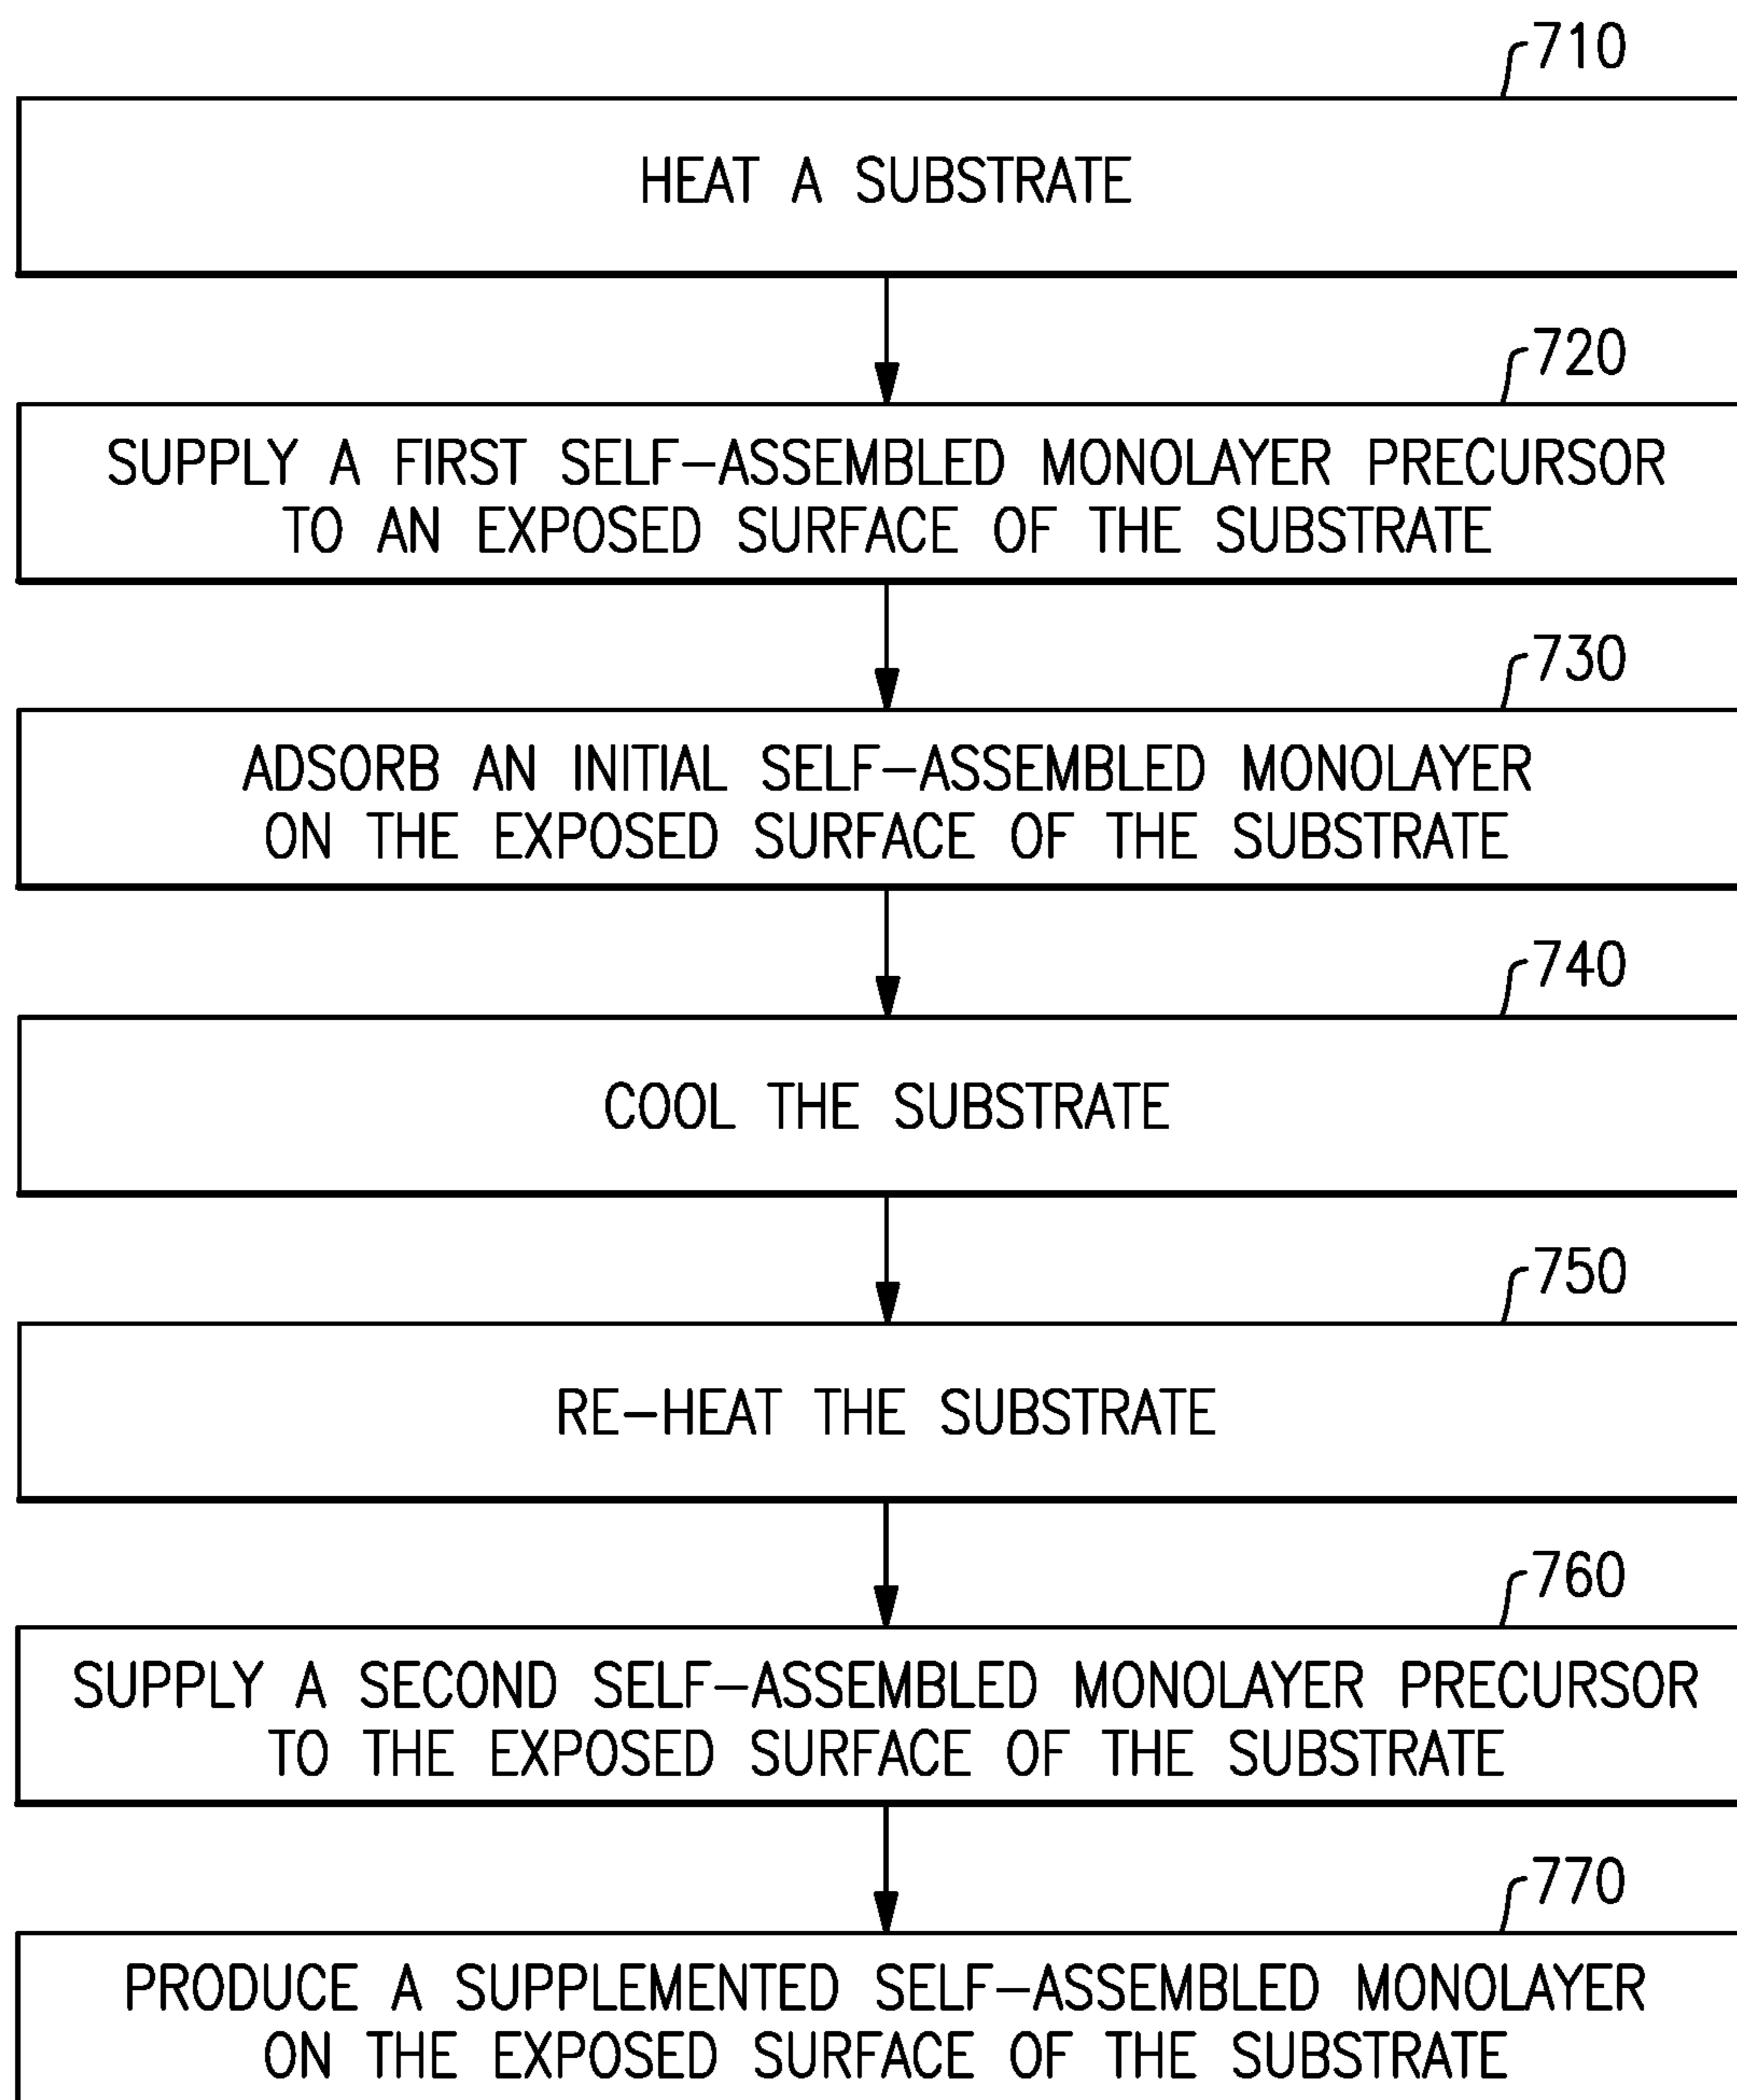 710
HEAT A SUBSTRATE
720
SUPPLY A FIRST SELF-ASSEMBLED MONOLAYER PRECURSOR
TO AN EXPOSED SURFACE OF THE SUBSTRATE
730
ADSORB AN INITIAL SELF-ASSEMBLED MONOLAYER
ON THE EXPOSED SURFACE OF THE SUBSTRATE
740
COOL THE SUBSTRATE
750
RE-HEAT THE SUBSTRATE
760
SUPPLY A SECOND SELF-ASSEMBLED MONOLAYER PRECURSOR
TO THE EXPOSED SURFACE OF THE SUBSTRATE
770
PRODUCE A SUPPLEMENTED SELF-ASSEMBLED MONOLAYER
ON THE EXPOSED SURFACE OF THE SUBSTRATE